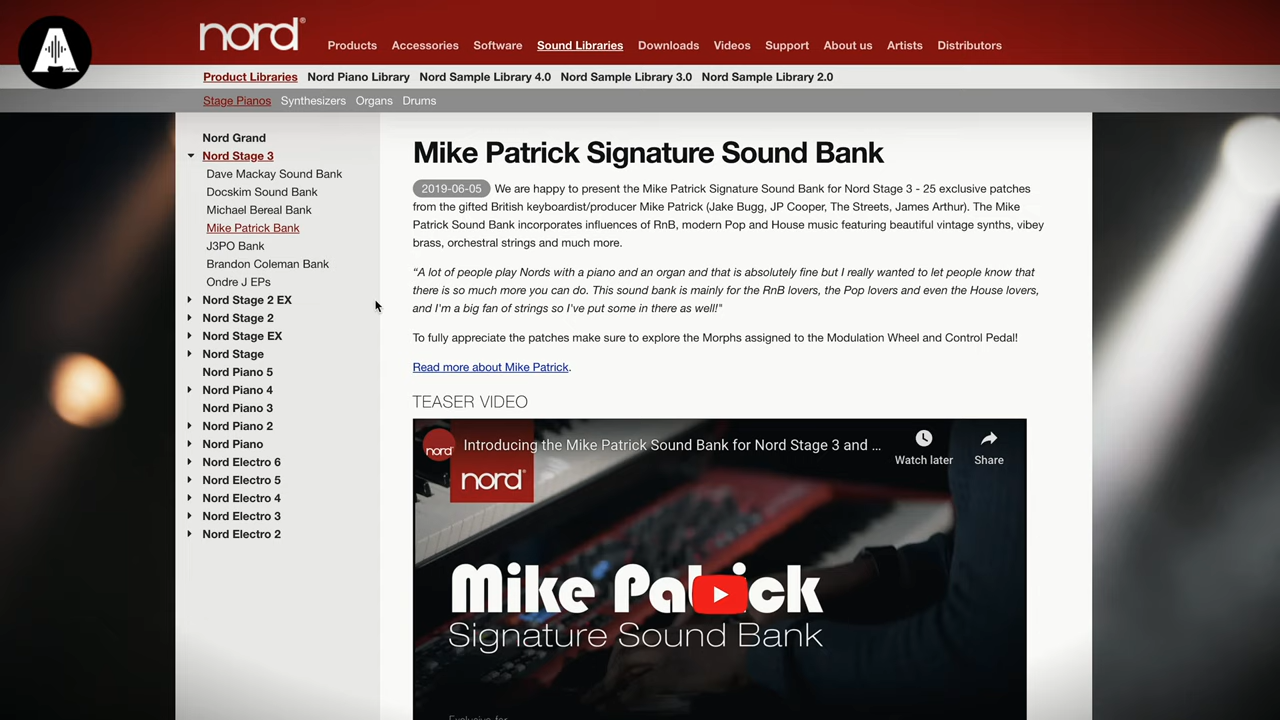 nord®
Products Accessories Software Sound Libraries Downloads Videos Support About us Artists Distributors
Product Libraries Nord Piano Library Nord Sample Library 4.0 Nord Sample Library 3.0 Nord Sample Library 2.0
Stage Pianos Synthesizers Organs Drums
Nord Grand
Nord Stage 3
Dave Mackay Sound Bank
Docskim Sound Bank
Michael Bereal Bank
Mike Patrick Bank
J3PO Bank
Brandon Coleman Bank
Ondre J EPs
Nord Stage 2 EX
Nord Stage 2
Nord Stage EX
Nord Stage
Nord Piano 5
Nord Piano 4
Nord Piano 3
Nord Piano 2
Nord Piano
Nord Electro 6
Nord Electro 5
Nord Electro 4
Nord Electro 3
Nord Electro 2
Mike Patrick Signature Sound Bank
2019-06-05 We are happy to present the Mike Patrick Signature Sound Bank for Nord Stage 3 - 25 exclusive patches
from the gifted British keyboardist/producer Mike Patrick (Jake Bugg, JP Cooper, The Streets, James Arthur). The Mike
Patrick Sound Bank incorporates influences of RnB, modern Pop and House music featuring beautiful vintage synths, vibey
brass, orchestral strings and much more.
“A lot of people play Nords with a piano and an organ and that is absolutely fine but I really wanted to let people know that
there is so much more you can do. This sound bank is mainly for the RnB lovers, the Pop lovers and even the House lovers,
and I'm a big fan of strings so I've put some in there as well!"
To fully appreciate the patches make sure to explore the Morphs assigned to the Modulation Wheel and Control Pedal!
Read more about Mike Patrick.
TEASER VIDEO
nord
Introducing the Mike Patrick Sound Bank for Nord Stage 3 and ...
Watch later
Share
nord®
Mike Patrick
Signature Sound Bank